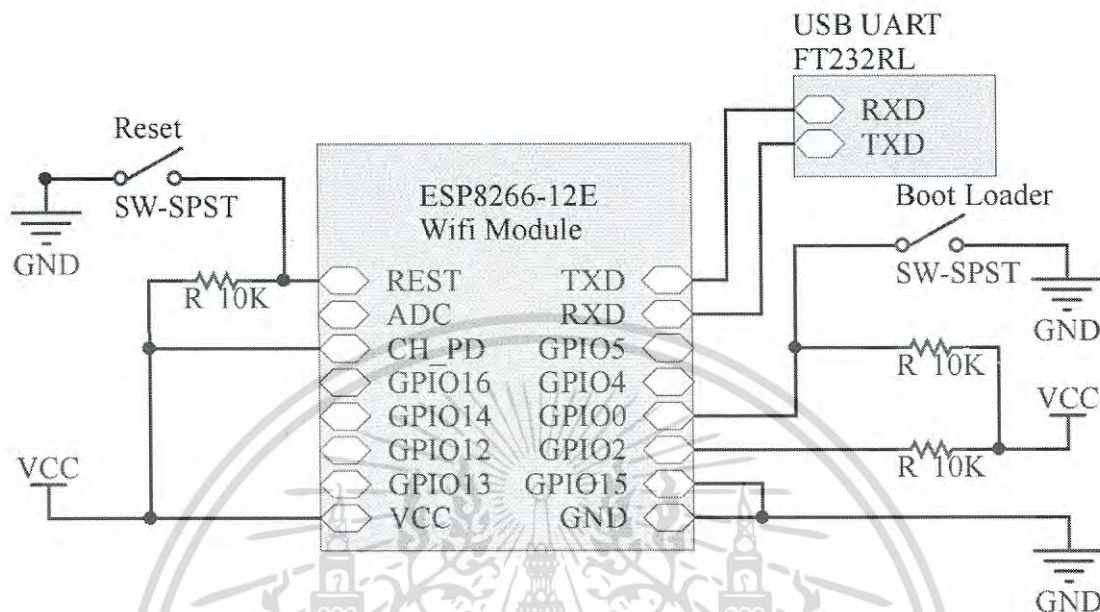 USB UART
FT232RL
RXD
TXD
Reset
SW-SPST
GND
R 10K
ESP8266-12E
Wifi Module
REST
ADC
CH_PD
GPIO16
GPIO14
GPIO12
GPIO13
VCC
TXD
RXD
GPIO5
GPIO4
GPIO0
GPIO2
GPIO15
GND
VCC
Boot Loader
SW-SPST
GND
R 10K
VCC
R 10K
GND